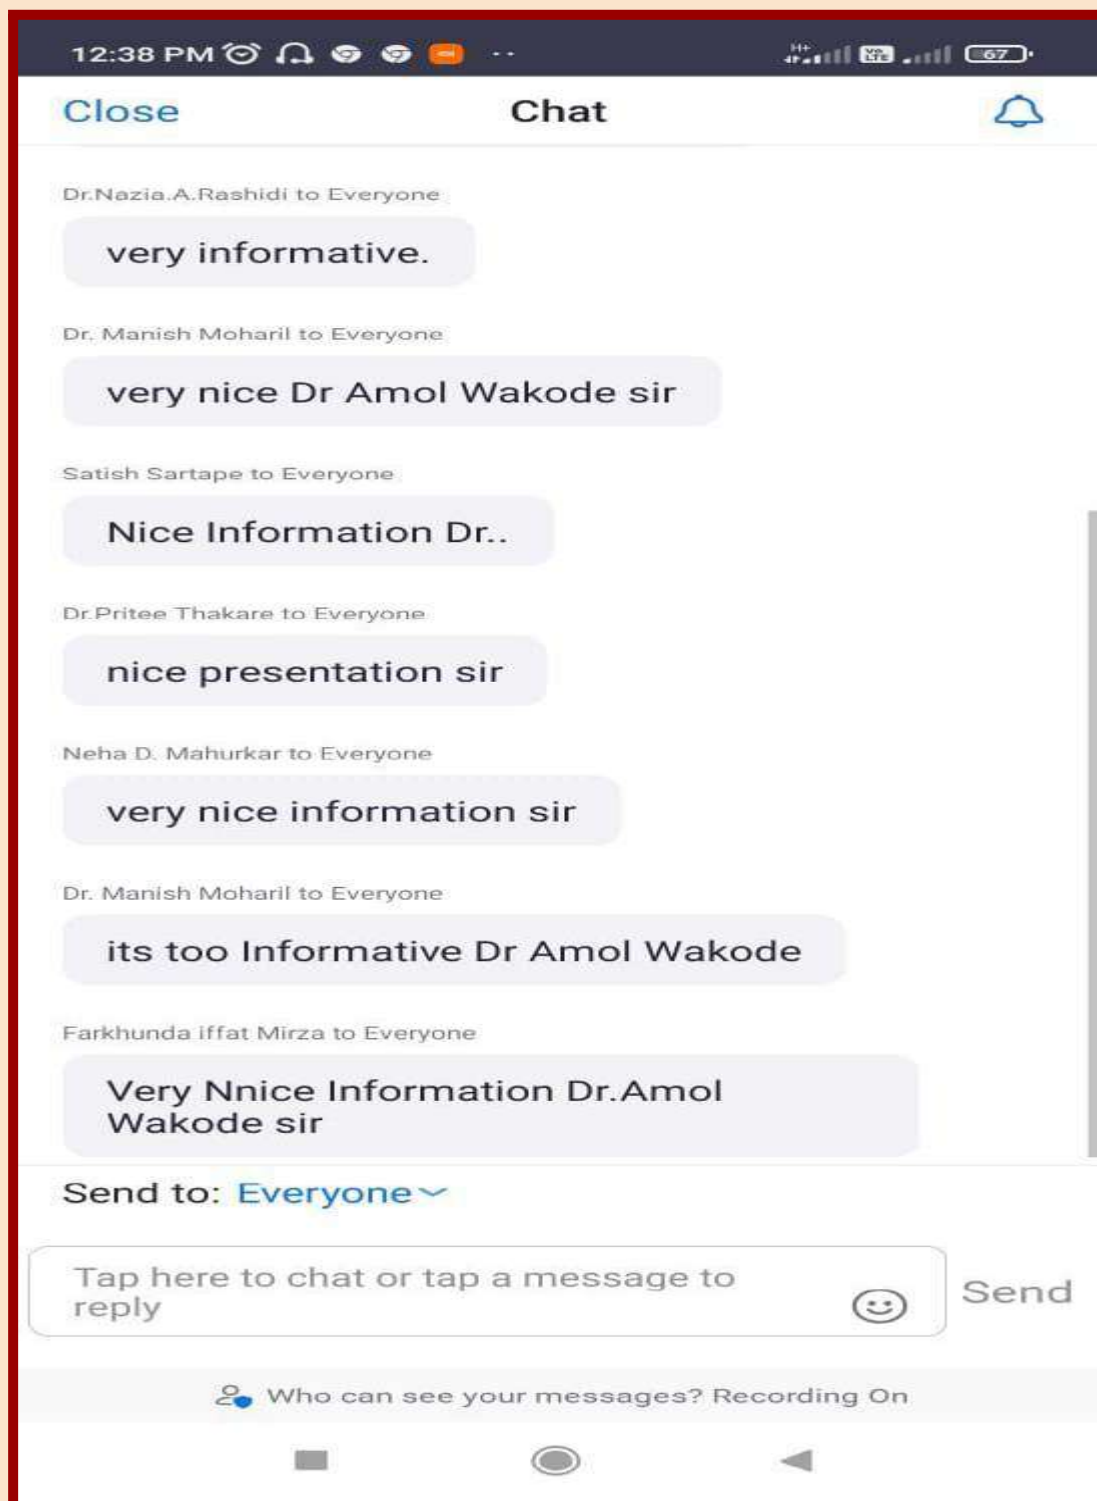 12:38 PM
H+
Vo
LTE
67
Close
Chat
Dr.Nazia.A.Rashidi to Everyone
very informative.
Dr. Manish Moharil to Everyone
very nice Dr Amol Wakode sir
Satish Sartape to Everyone
Nice Information Dr..
Dr.Pritee Thakare to Everyone
nice presentation sir
Neha D. Mahurkar to Everyone
very nice information sir
Dr. Manish Moharil to Everyone
its too Informative Dr Amol Wakode
Farkhunda iffat Mirza to Everyone
Very Nnice Information Dr.Amol
Wakode sir
Send to: Everyone
Tap here to chat or tap a message to
reply
Send
Who can see your messages? Recording On